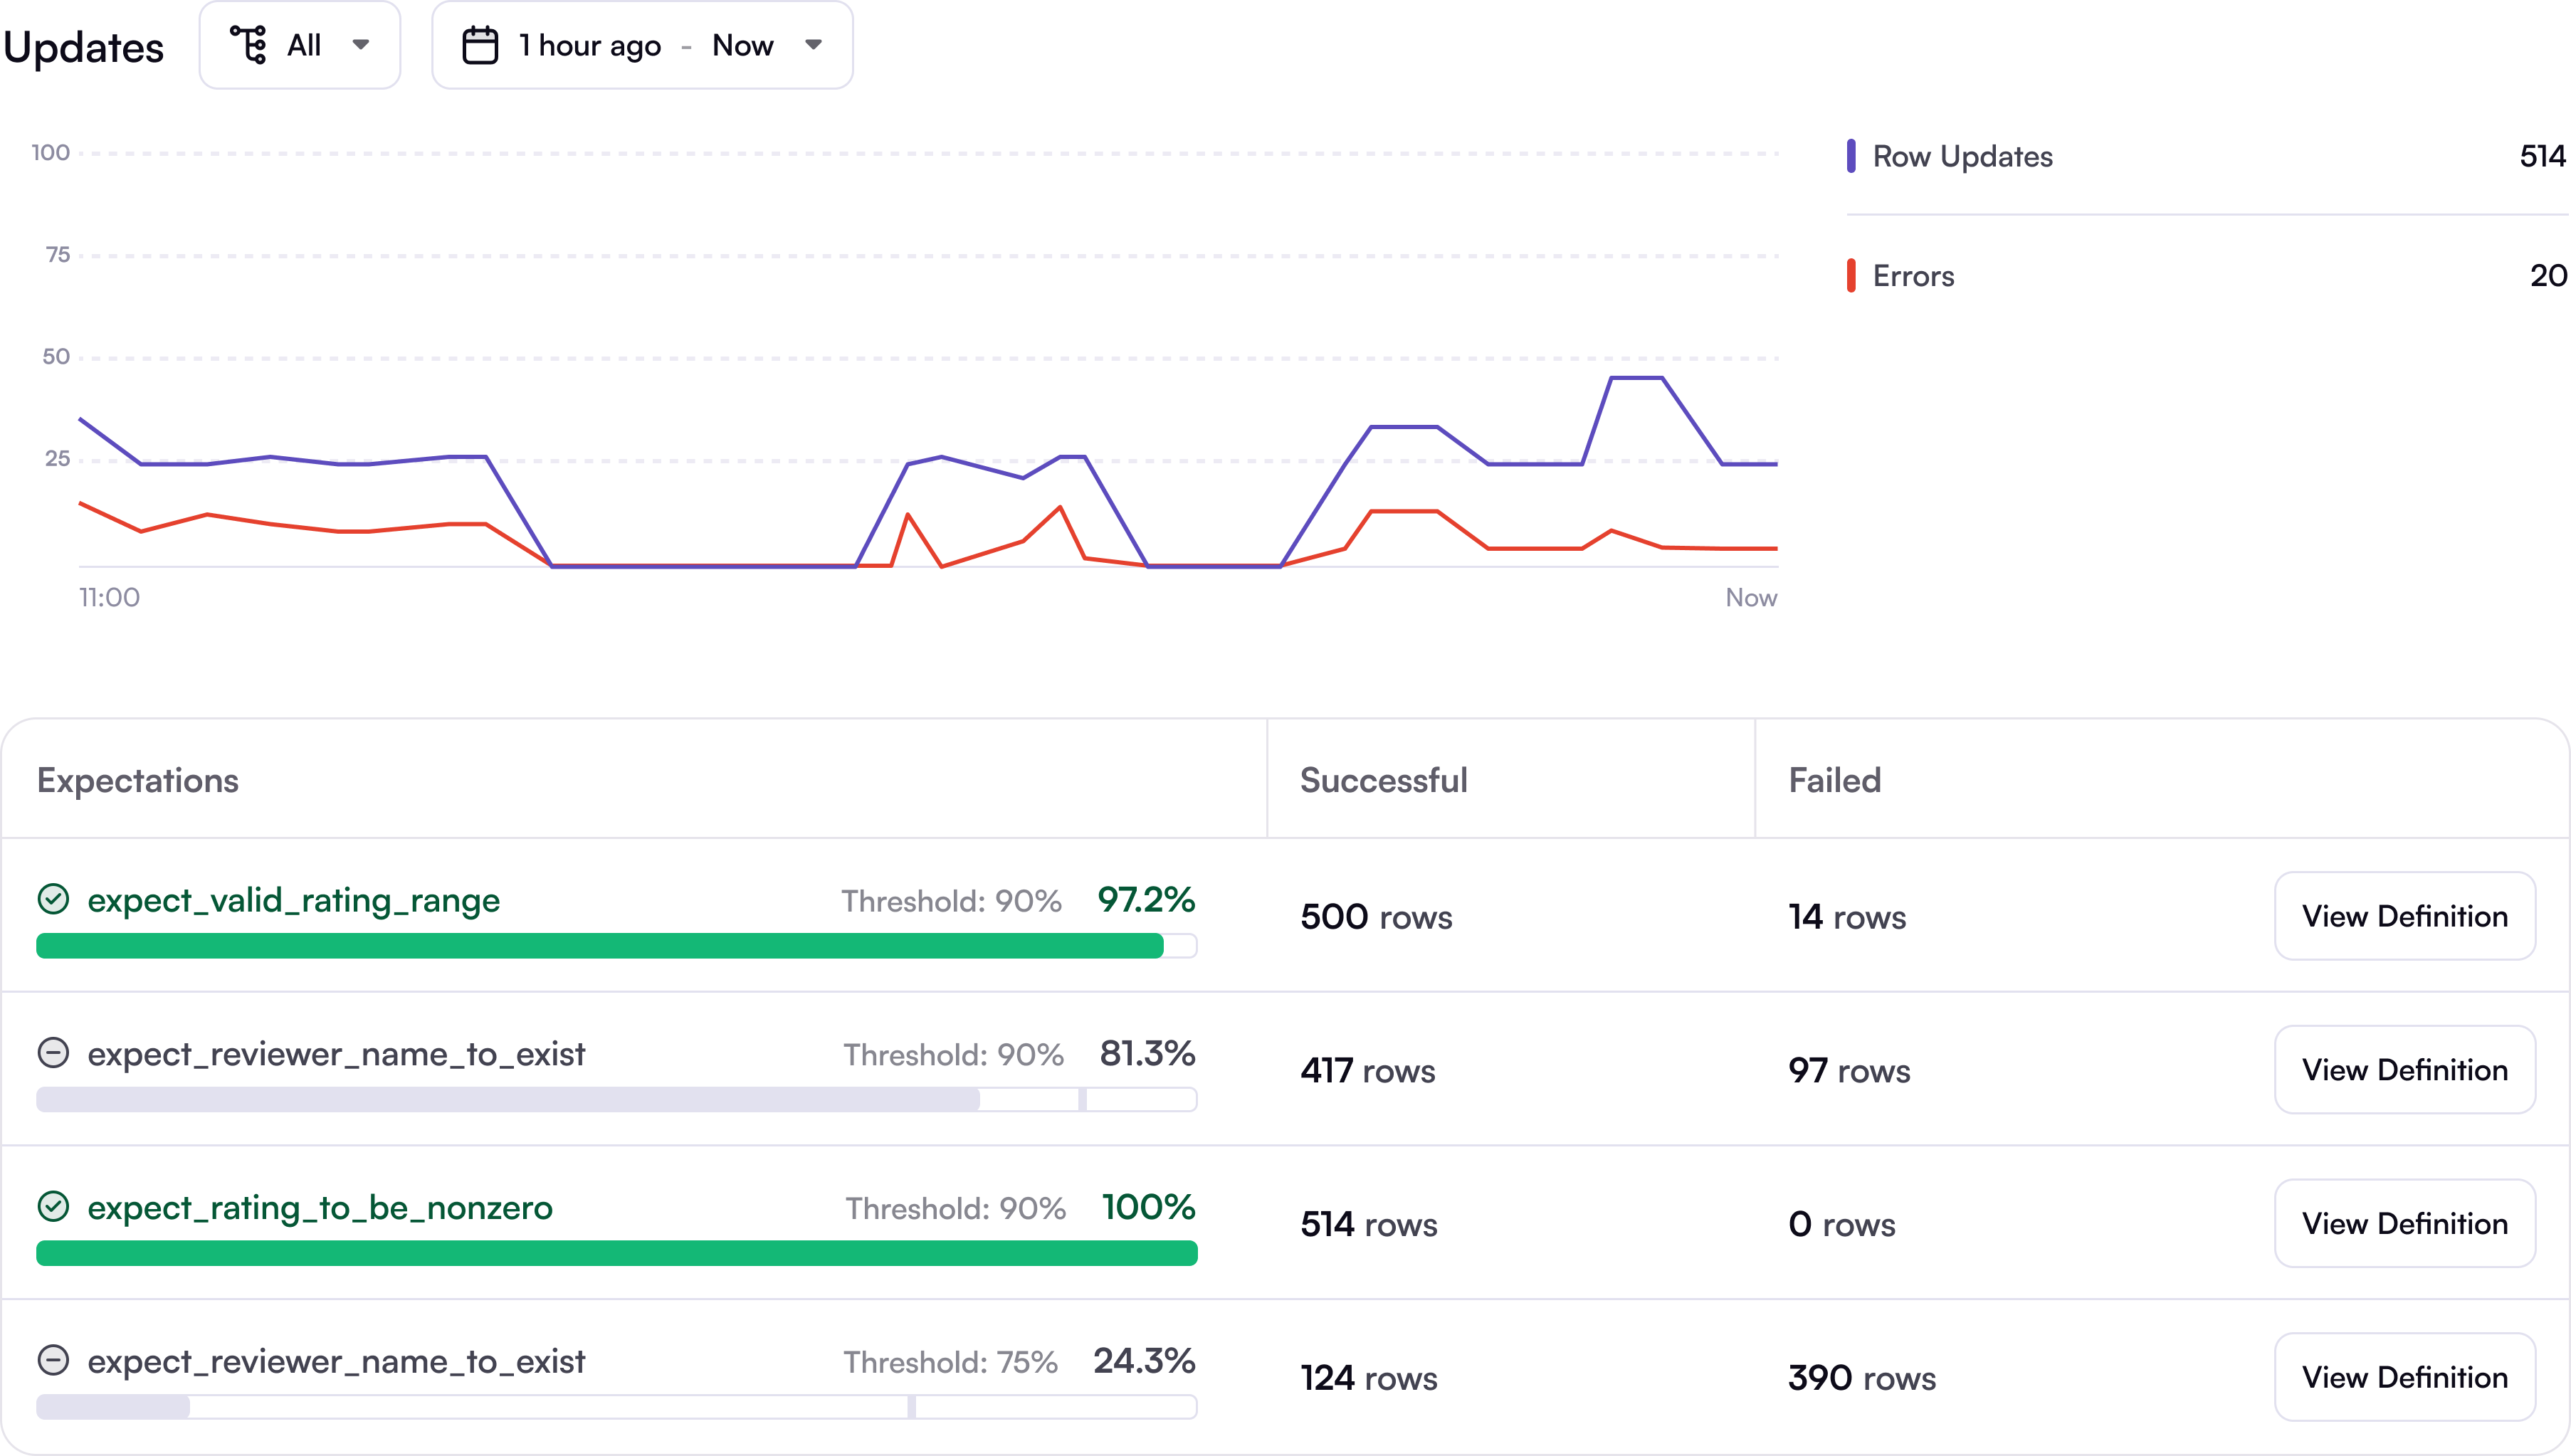 Updates All 1 hour ago - Now
100
75
50
25
11:00 Now
Row Updates 514
Errors 20
Expectations Successful Failed
expect_valid_rating_range Threshold: 90% 97.2% 500 rows 14 rows View Definition
expect_reviewer_name_to_exist Threshold: 90% 81.3% 417 rows 97 rows View Definition
expect_rating_to_be_nonzero Threshold: 90% 100% 514 rows 0 rows View Definition
expect_reviewer_name_to_exist Threshold: 75% 24.3% 124 rows 390 rows View Definition